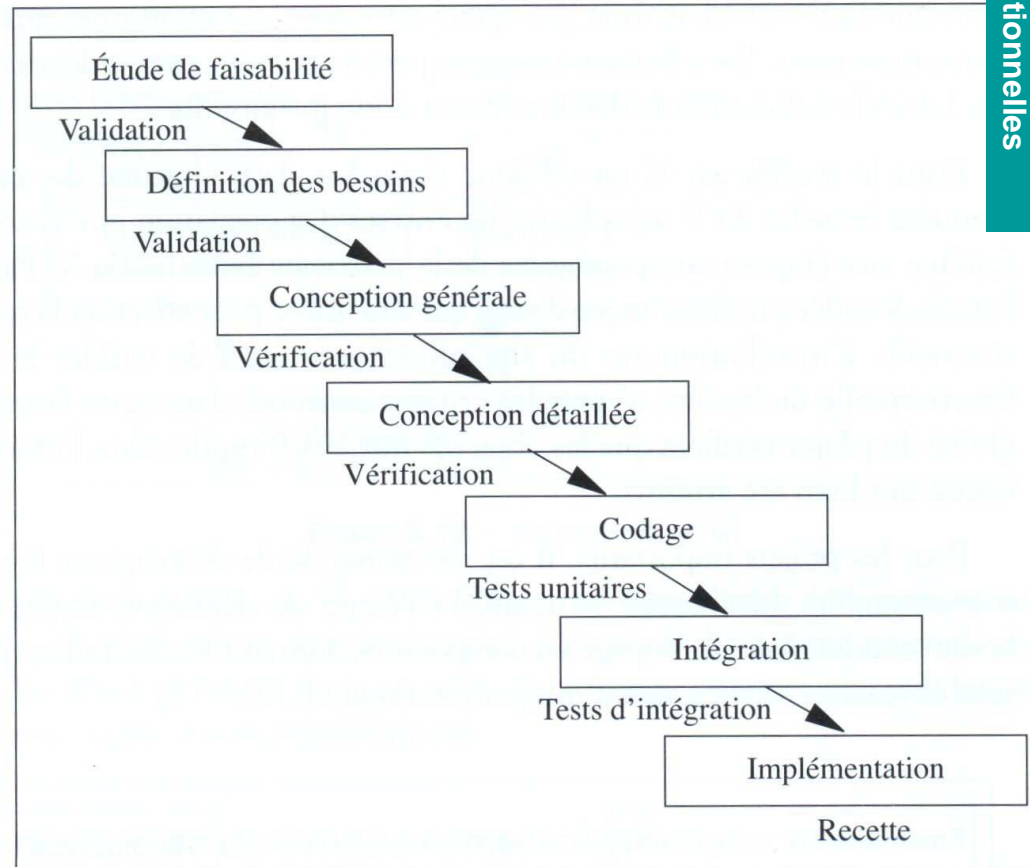 tionnelles
Étude de faisabilité
Validation
Définition des besoins
Validation
Conception générale
Vérification
Conception détaillée
Vérification
Codage
Tests unitaires
Intégration
Tests d'intégration
Implémentation
Recette